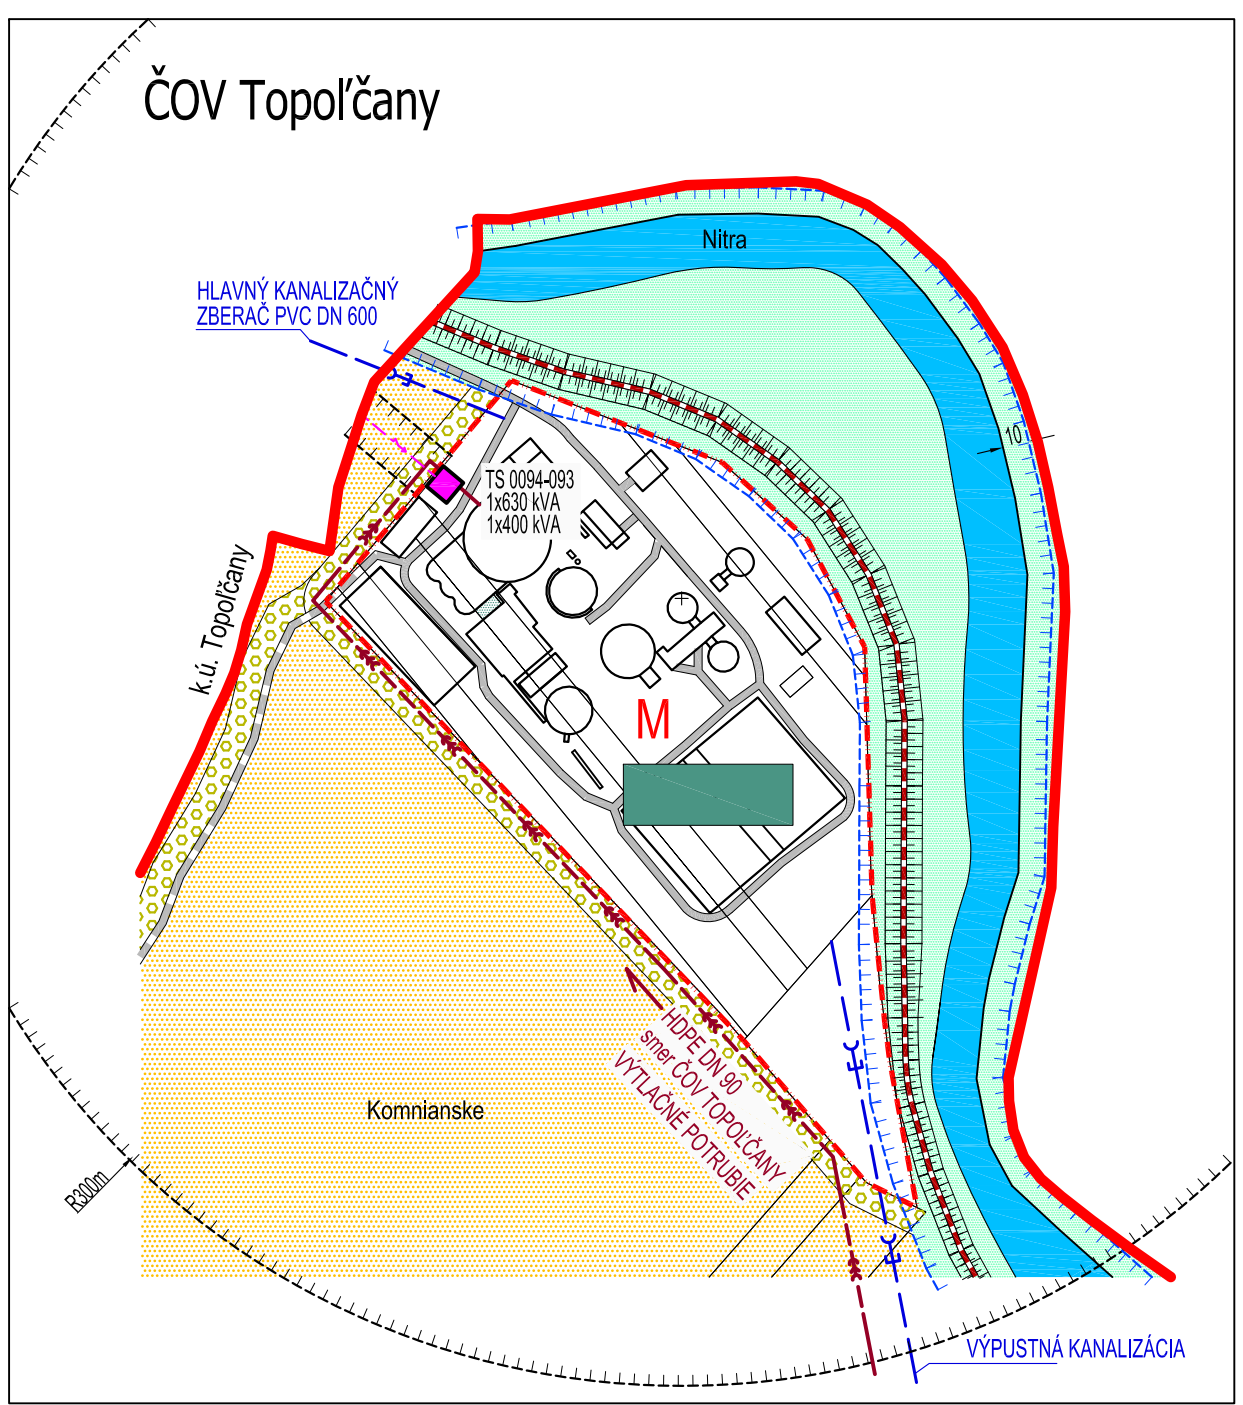 ČOV Topoľčany
Nitra
HLAVNÝ KANALIZAČNÝ
ZBERAČ PVC DN 600
10
TS 0094-093
1x630 kVA
1x400 kVA
k.ú. Topoľčany
M
HDPE DN 90
smer ČOV TOPOĽČANY
VÝTLAČNÉ POTRUBIE
Komnianske
R300m
VÝPUSTNÁ KANALIZÁCIA